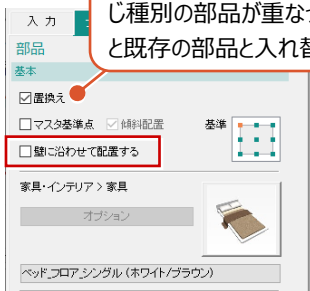 じ種別の部品が重な
と既存の部品と入れ替
入 力
部品
基本
置換え
マスタ基準点 傾斜配置 基準
壁に沿わせて配置する
家具・インテリア > 家具
オプション
ベッド_フロア_シングル (ホワイト/ブラウン)